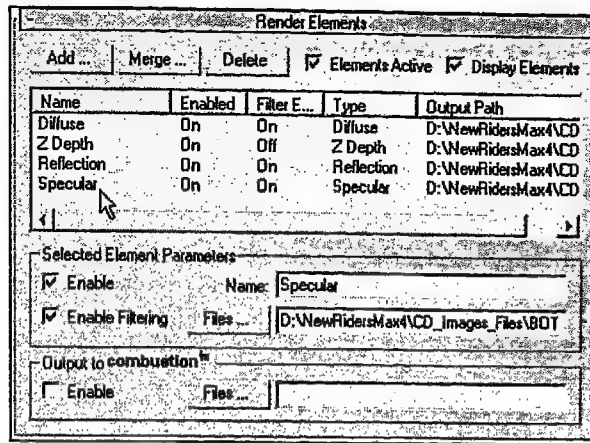 Render Elements
Add ... Merge ... Delete Elements Active Display Elements
Name Enabled Filter E... Type Output Path
Diffuse On On Diffuse D:\NewRidersMax4\CD
Z Depth On Off Z Depth D:\NewRidersMax4\CD
Reflection On On Reflection D:\NewRidersMax4\CD
Specular On On Specular D:\NewRidersMax4\CD
Selected Element Parameters
Enable Name: Specular
Enable Filtering Files ... D:\NewRidersMax4\CD_Images_Files\BOT
Output to combustion™
Enable Files ...